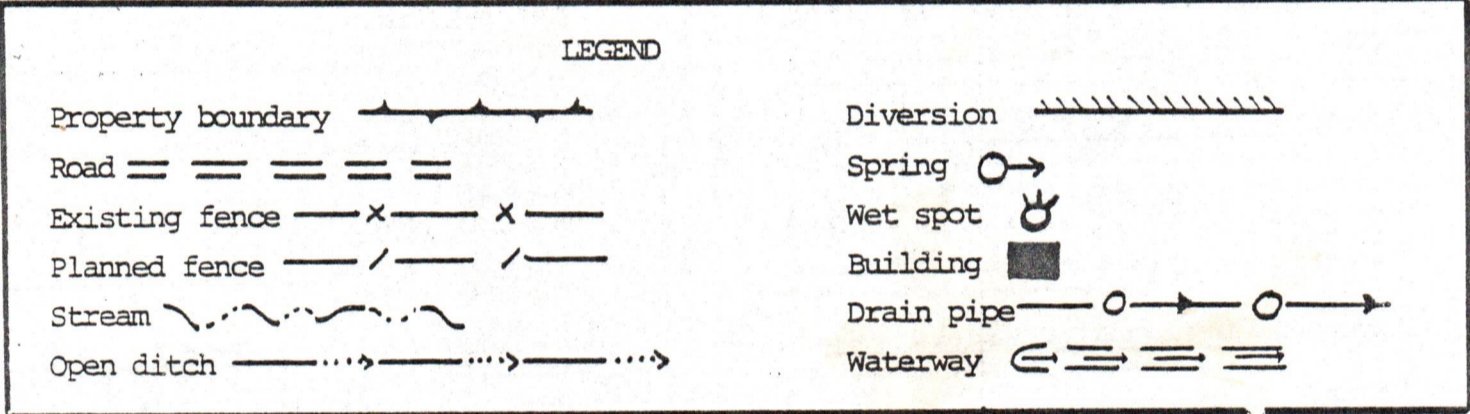 LEGEND
Property boundary
Road
Existing fence
Planned fence
Stream
Open ditch
Diversion
Spring
Wet spot
Building
Drain pipe
Waterway